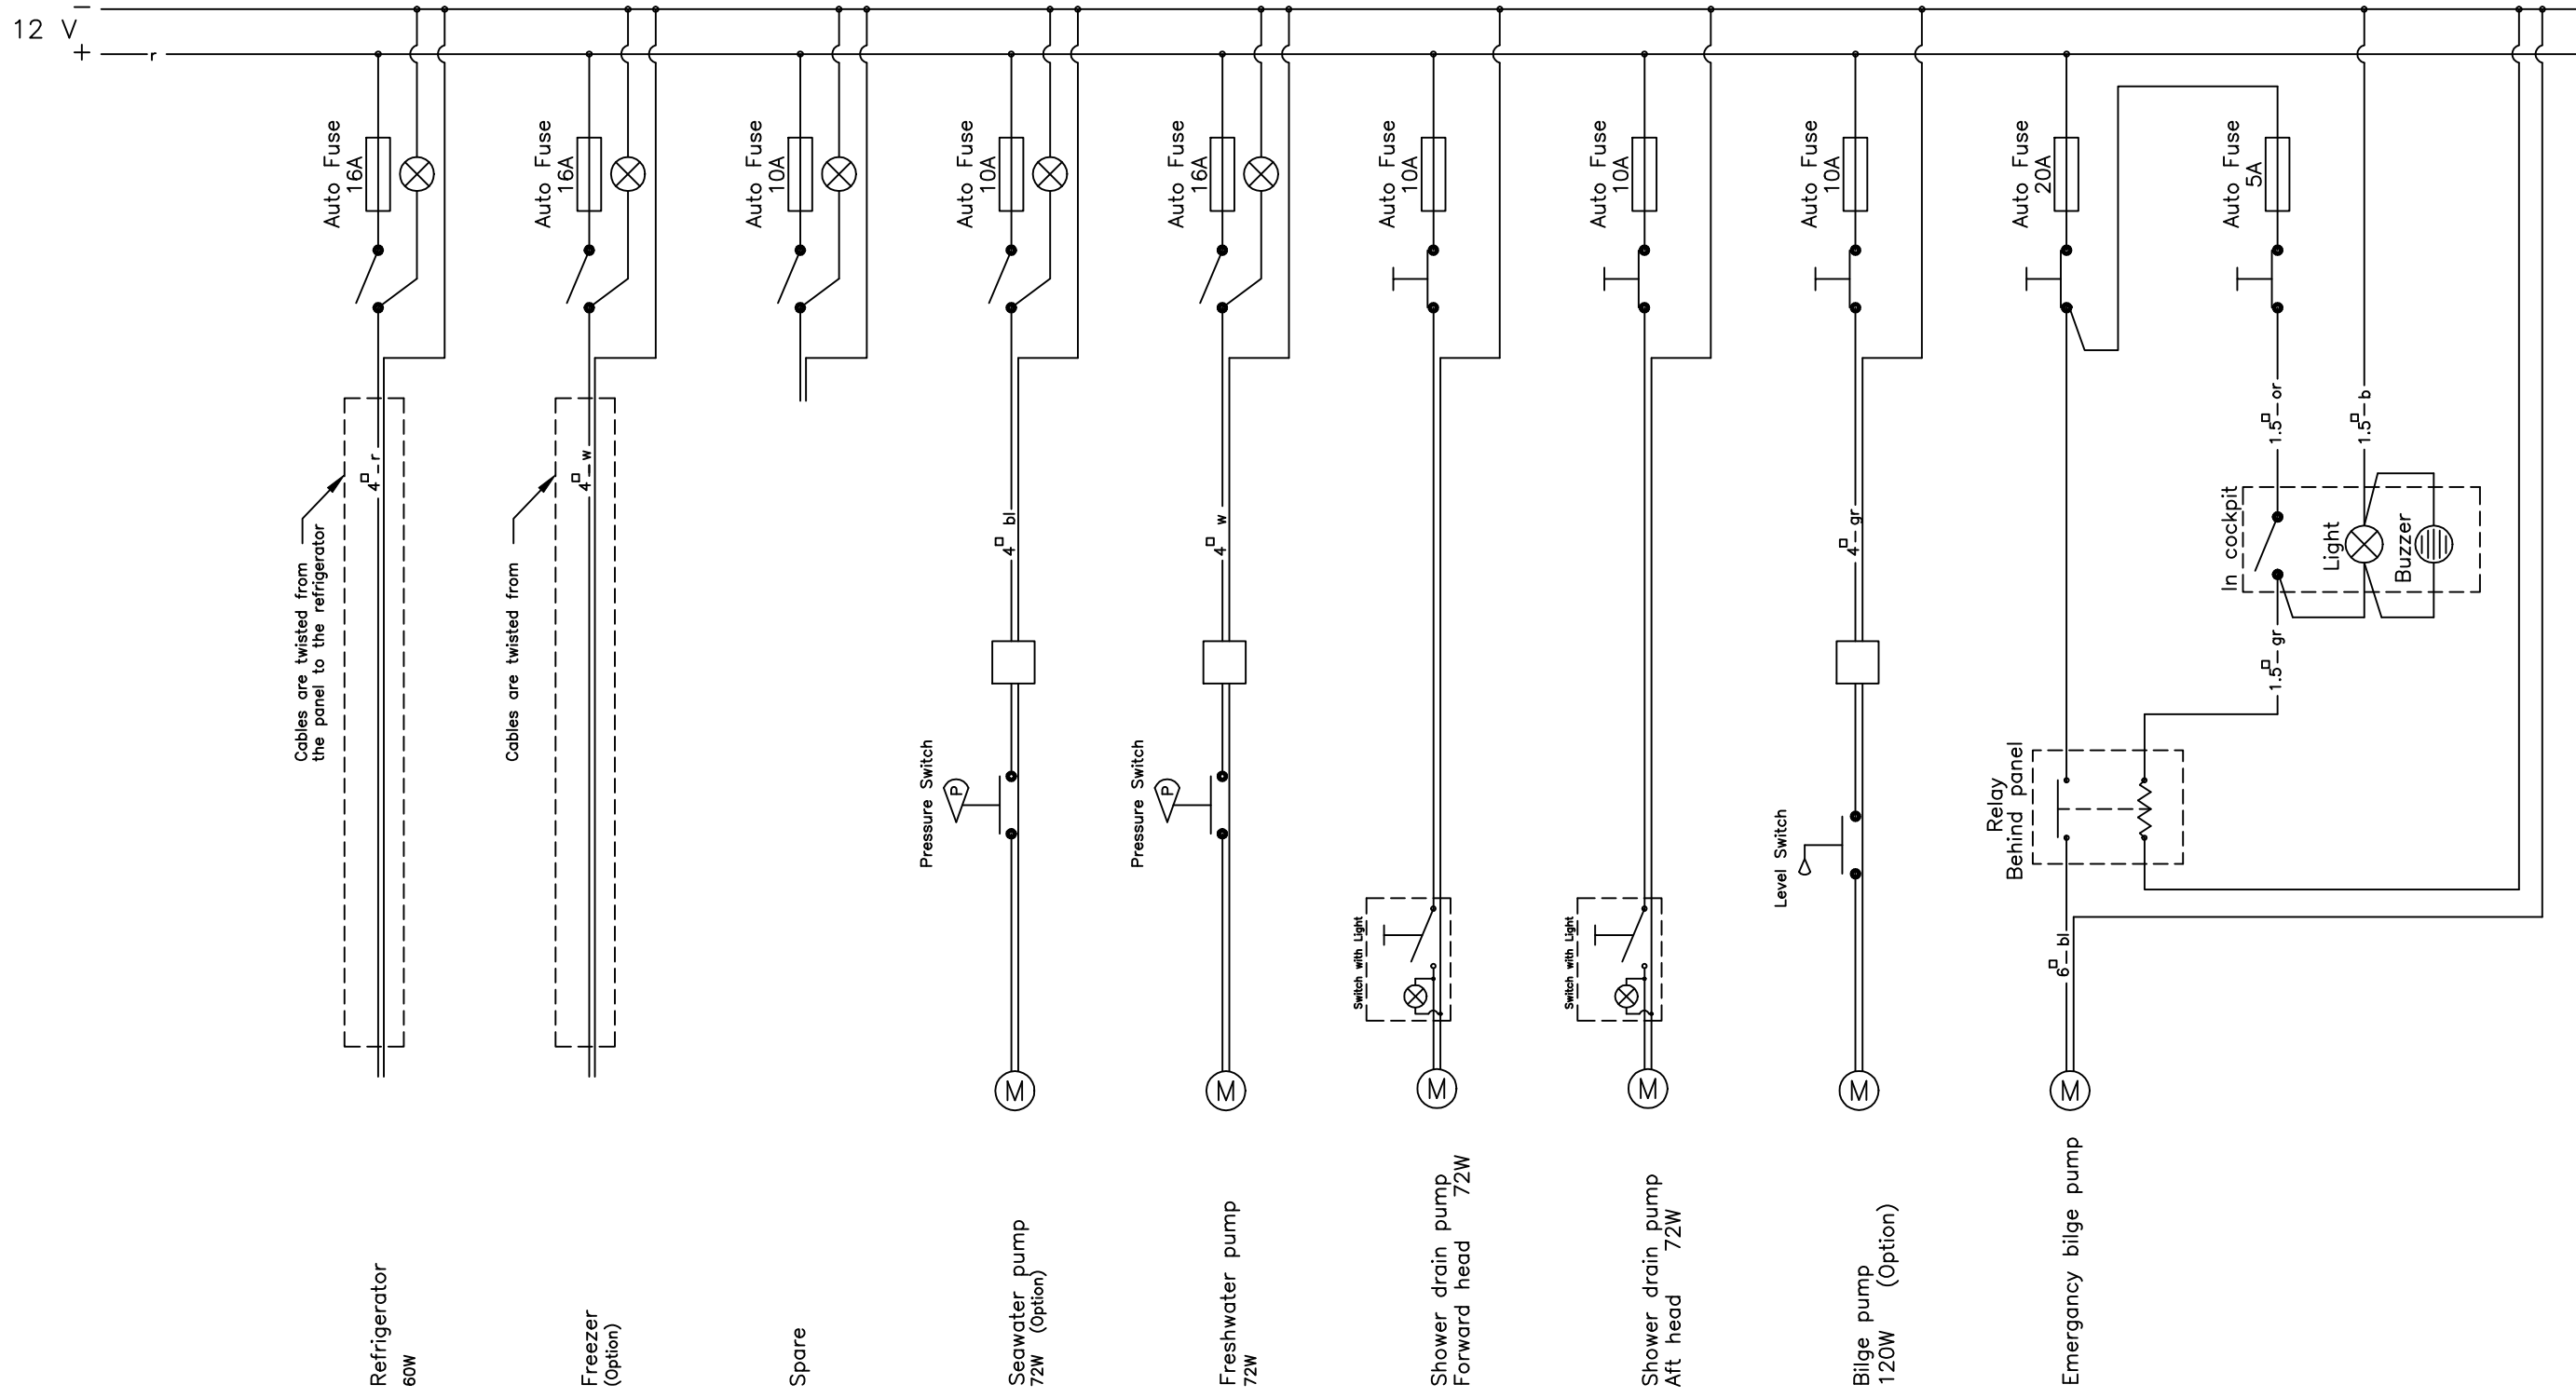 12 V
−
+
r
Auto Fuse
16A
Auto Fuse
16A
Auto Fuse
10A
Auto Fuse
10A
Auto Fuse
16A
Auto Fuse
10A
Auto Fuse
10A
Auto Fuse
10A
Auto Fuse
20A
Auto Fuse
5A
Cables are twisted from
the panel to the refrigerator
4□ r
Cables are twisted from
4□ w
4□ bl
4□ w
4□ gr
1.5□ or
1.5□ b
In cockpit
Light
Buzzer
1.5□ gr
Pressure Switch
P
Pressure Switch
P
Switch with Light
Switch with Light
Level Switch
Relay
Behind panel
6□ bl
M
M
M
M
M
M
Refrigerator
60W
Freezer
(Option)
Spare
Seawater pump
72W (Option)
Freshwater pump
72W
Shower drain pump
Forward head 72W
Shower drain pump
Aft head 72W
Bilge pump
120W (Option)
Emergancy bilge pump